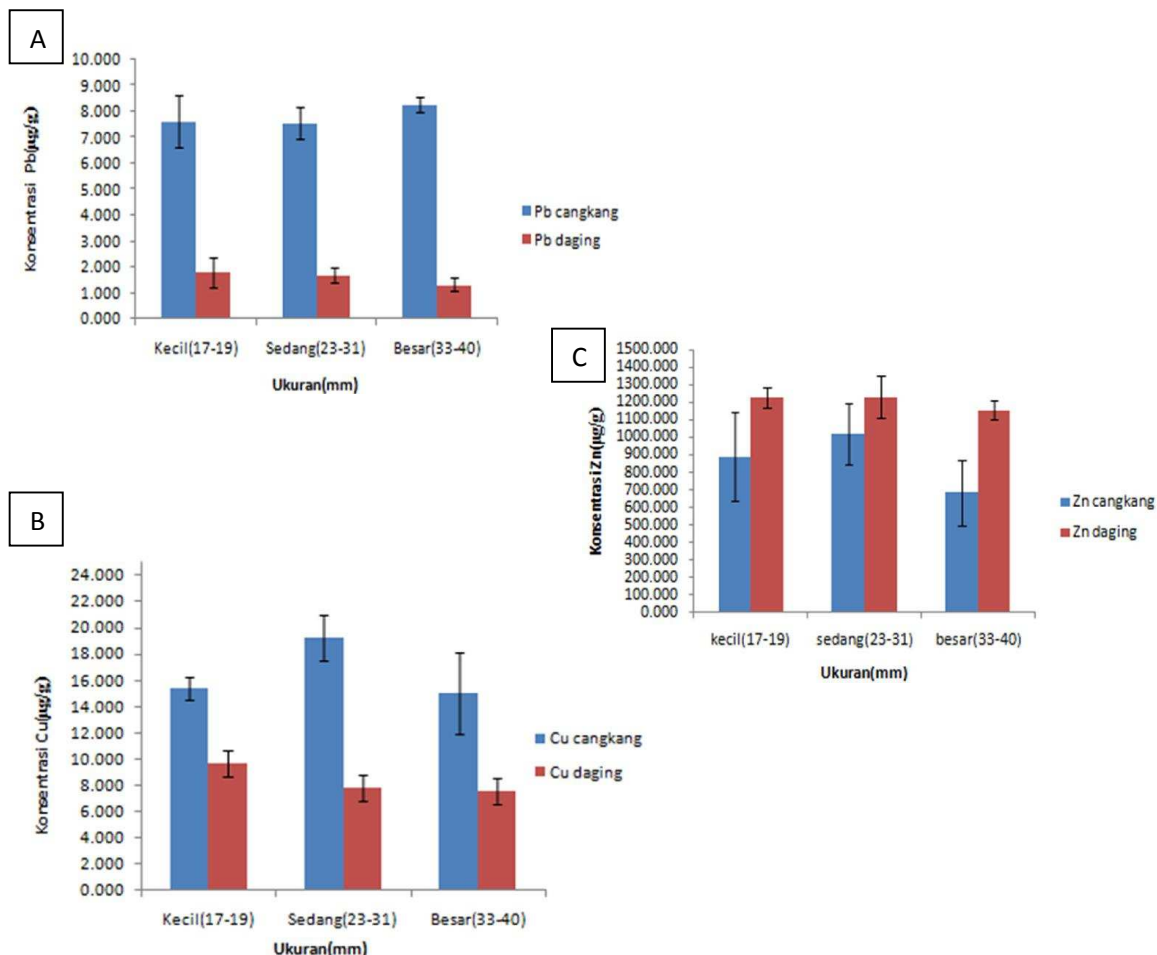 A
10.000
9.000
8.000
7.000
6.000
5.000
4.000
3.000
2.000
1.000
0.000
Konsentrasi Pb(µg/g)
Kecil(17-19) Sedang(23-31) Besar(33-40)
Ukuran(mm)
Pb cangkang
Pb daging
C
1500.000
1400.000
1300.000
1200.000
1100.000
1000.000
900.000
800.000
700.000
600.000
500.000
400.000
300.000
200.000
100.000
0.000
Konsentrasi Zn(µg/g)
kecil(17-19) sedang(23-31) besar(33-40)
Ukuran(mm)
Zn cangkang
Zn daging
B
24.000
22.000
20.000
18.000
16.000
14.000
12.000
10.000
8.000
6.000
4.000
2.000
0.000
Konsentrasi Cu(µg/g)
Kecil(17-19) Sedang(23-31) Besar(33-40)
Ukuran(mm)
Cu cangkang
Cu daging